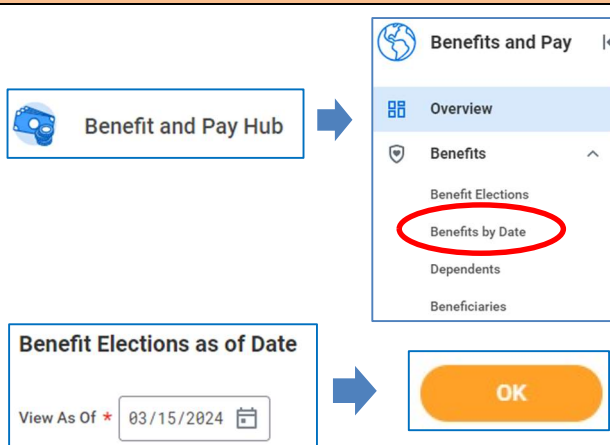 Benefit and Pay Hub
Benefits and Pay
Overview
Benefits
Benefit Elections
Benefits by Date
Dependents
Beneficiaries
Benefit Elections as of Date
View As Of * 03/15/2024
OK